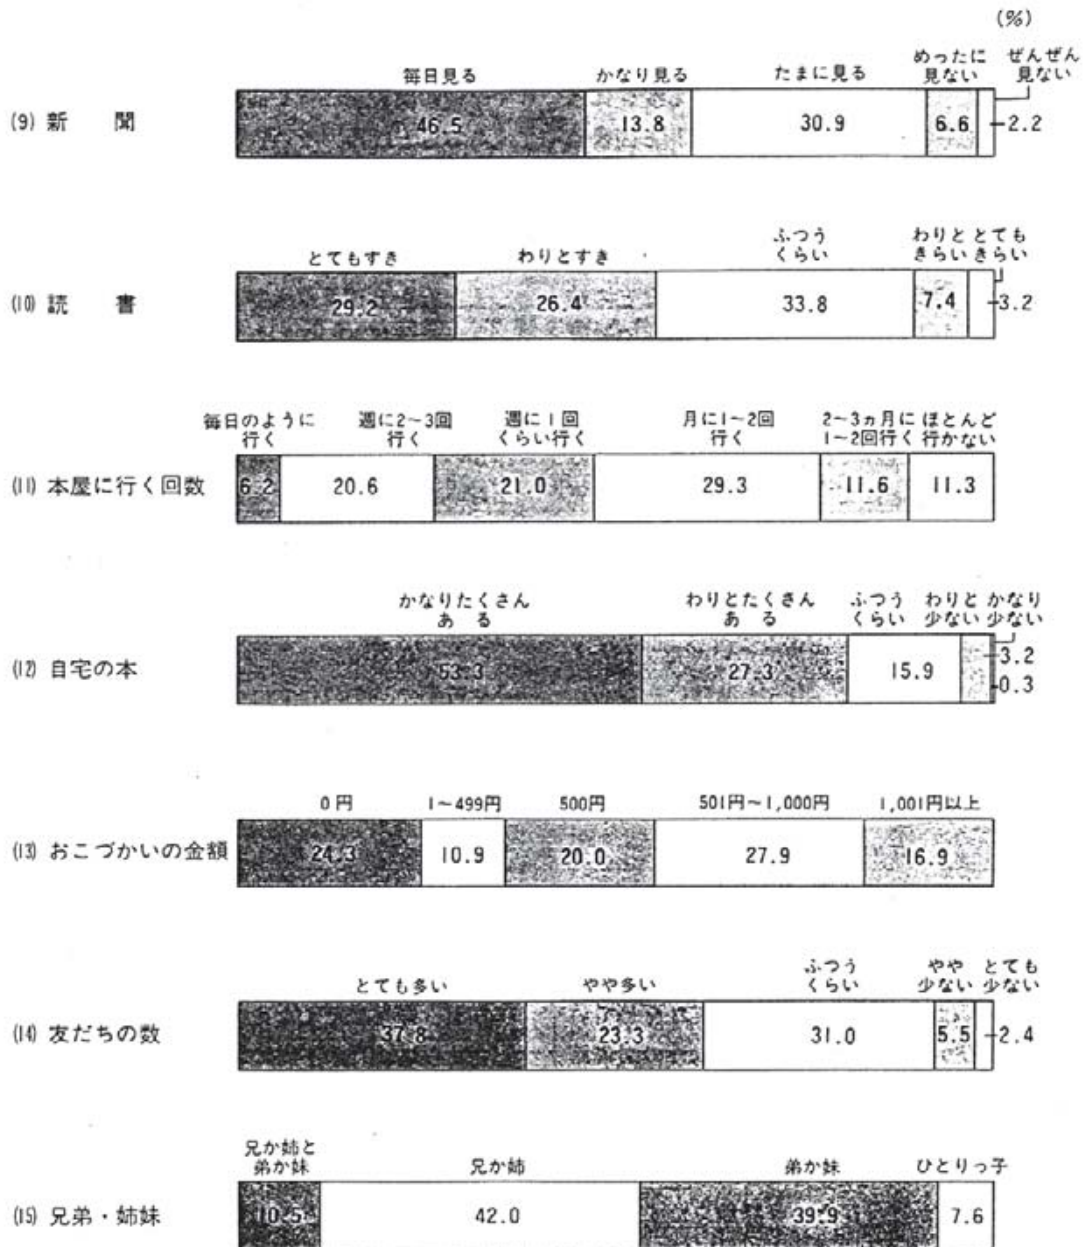 (%)
毎日見る かなり見る たまに見る めったに見ない ぜんぜん見ない
(9) 新　聞 46.5 13.8 30.9 6.6 2.2
とてもすき わりとすき ふつうくらい わりときらい とてもきらい
(10) 読　書 29.2 26.4 33.8 7.4 3.2
毎日のように行く 週に2~3回行く 週に1回くらい行く 月に1~2回行く 2~3ヵ月に1~2回行く ほとんど行かない
(11) 本屋に行く回数 6.2 20.6 21.0 29.3 11.6 11.3
かなりたくさんある わりとたくさんある ふつうくらい わりと少ない かなり少ない
(12) 自宅の本 53.3 27.3 15.9 3.2 0.3
0円 1~499円 500円 501円~1,000円 1,001円以上
(13) おこづかいの金額 24.3 10.9 20.0 27.9 16.9
とても多い やや多い ふつうくらい やや少ない とても少ない
(14) 友だちの数 37.8 23.3 31.0 5.5 2.4
兄か姉と弟か妹 兄か姉 弟か妹 ひとりっ子
(15) 兄弟・姉妹 10.5 42.0 39.9 7.6